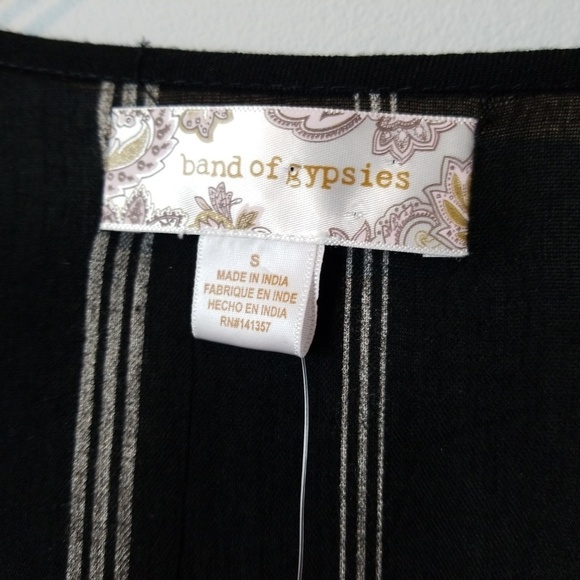 band of gypsies
S
MADE IN INDIA
FABRIQUE EN INDE
HECHO EN INDIA
RN#141357